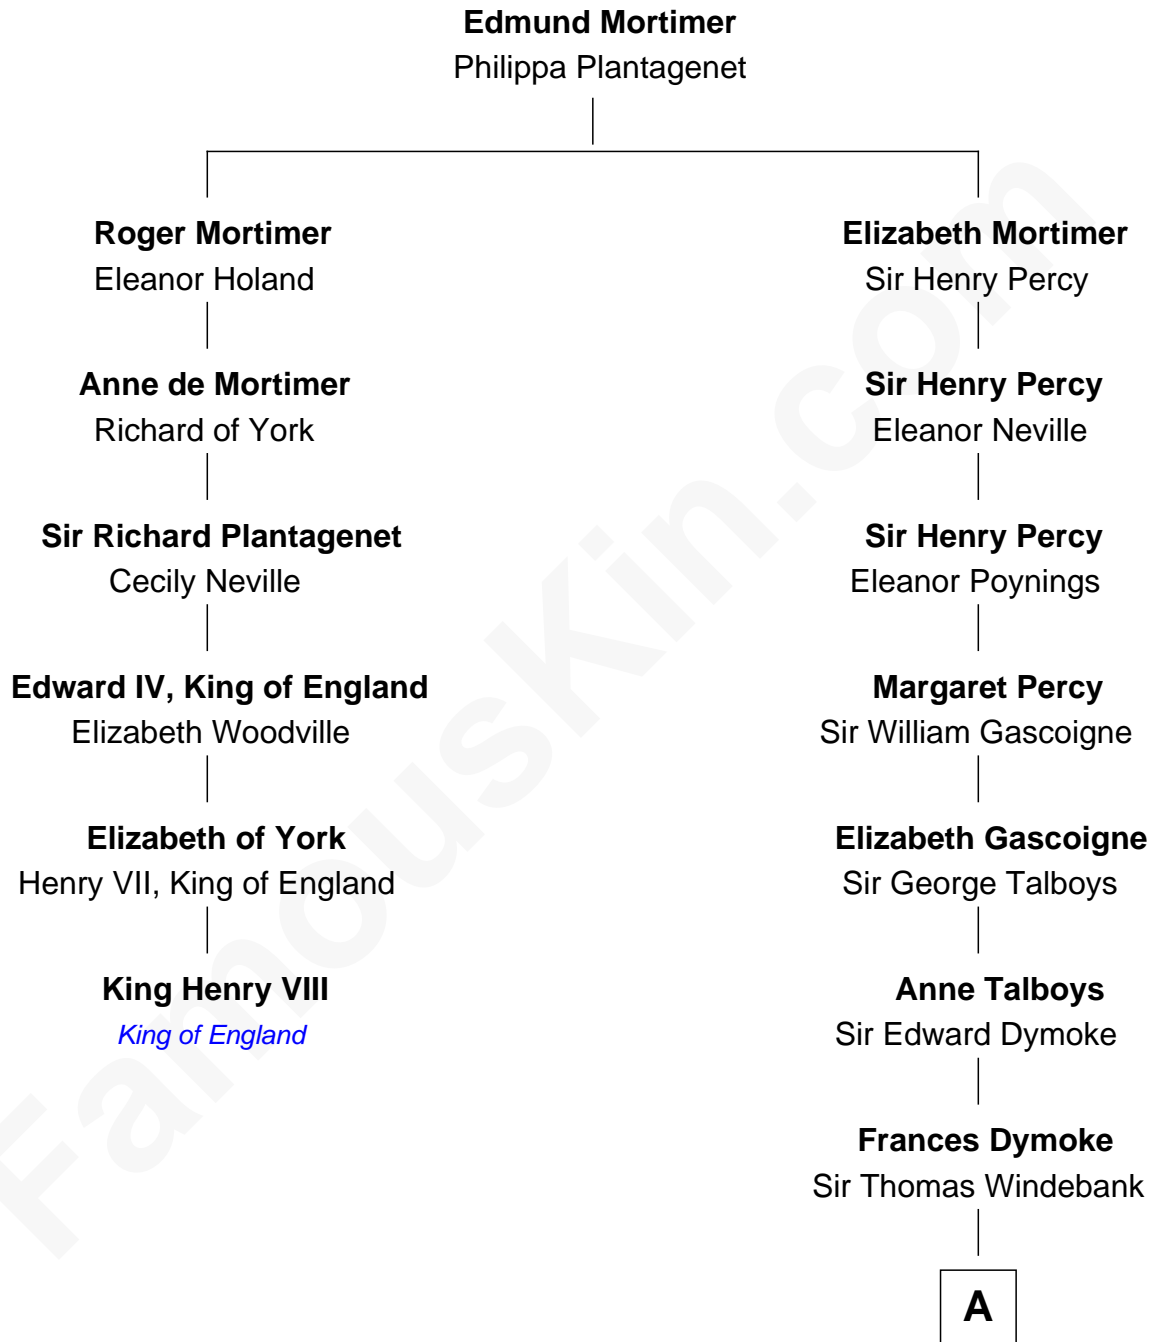 Edmund Mortimer
Philippa Plantagenet
Roger Mortimer
Eleanor Holand
Anne de Mortimer
Richard of York
Sir Richard Plantagenet
Cecily Neville
Edward IV, King of England
Elizabeth Woodville
Elizabeth of York
Henry VII, King of England
King Henry VIII
King of England
Elizabeth Mortimer
Sir Henry Percy
Sir Henry Percy
Eleanor Neville
Sir Henry Percy
Eleanor Poynings
Margaret Percy
Sir William Gascoigne
Elizabeth Gascoigne
Sir George Talboys
Anne Talboys
Sir Edward Dymoke
Frances Dymoke
Sir Thomas Windebank
A
FamousKin.com